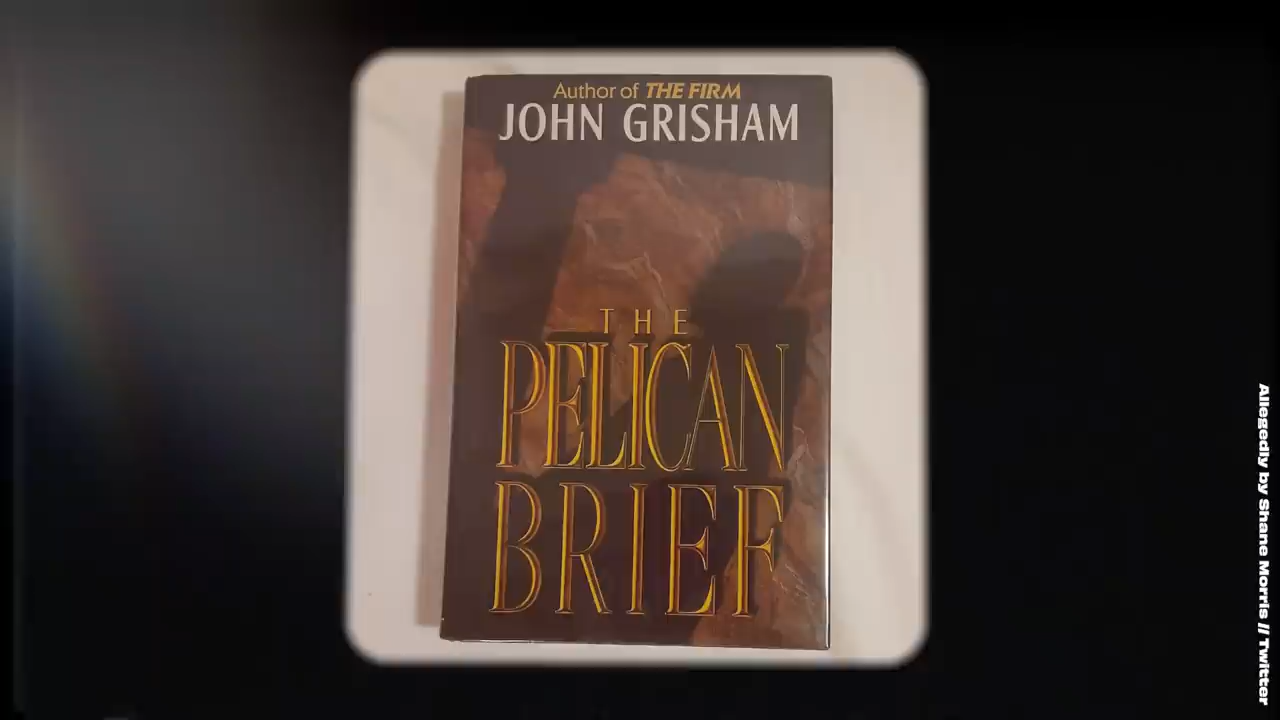 Author of THE FIRM
JOHN GRISHAM
THE
PELICAN
BRIEF
Allegedly by Shane Morris // Twitter